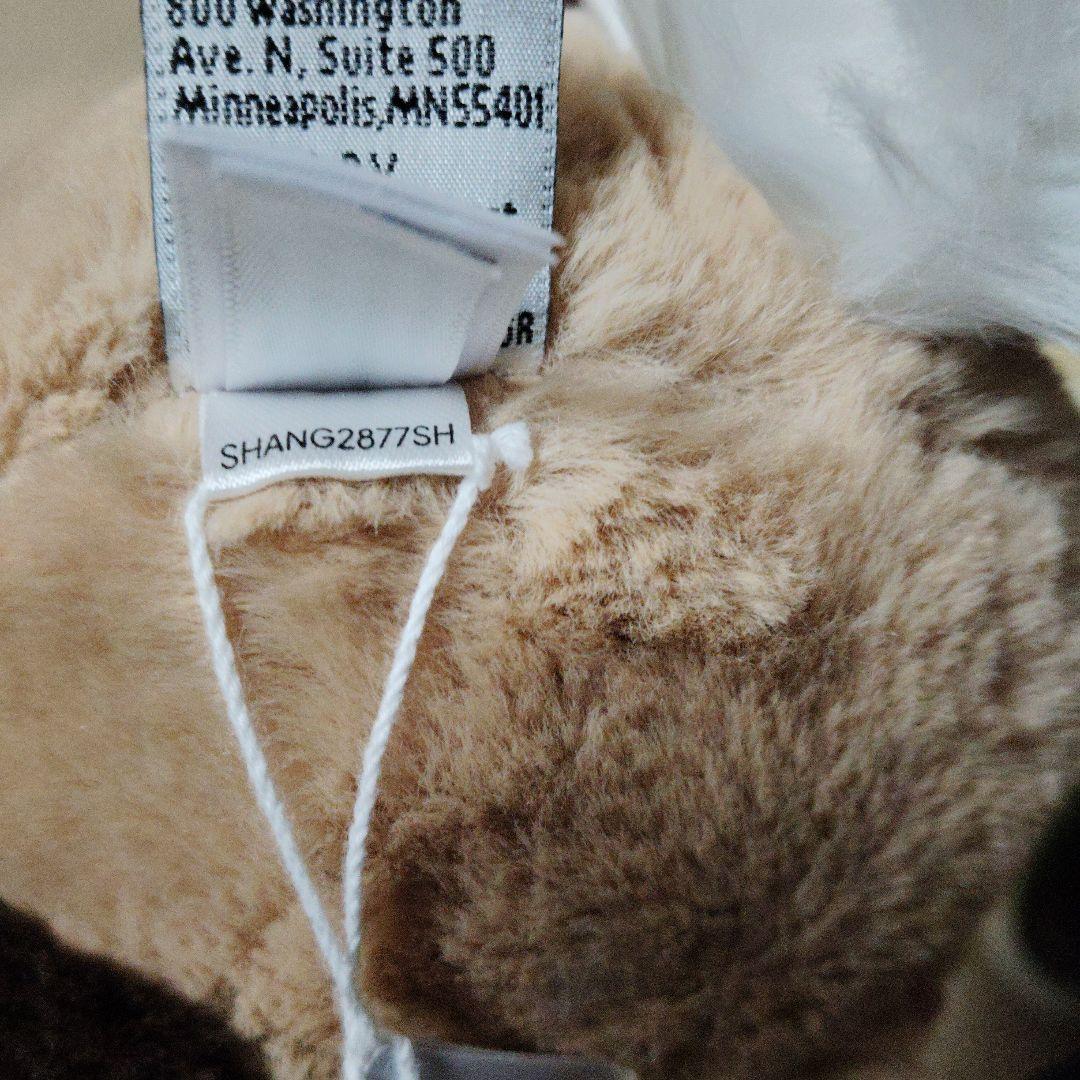 800 Washington
Ave. N, Suite 500
Minneapolis,MN55401
SHANG2877SH